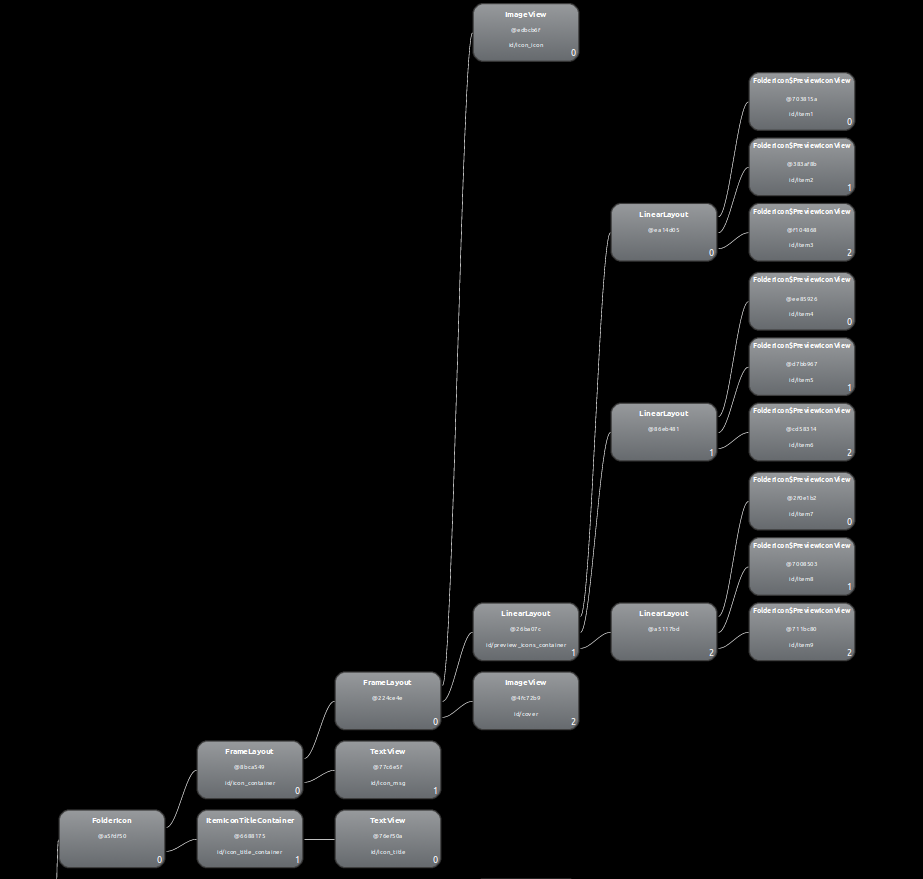 ImageView
@edbcb6f
id/icon_icon
0
FolderIcon$PreviewIconView
@703815a
id/item1
0
FolderIcon$PreviewIconView
@383af8b
id/item2
1
LinearLayout
@ea14d05
0
FolderIcon$PreviewIconView
@f104868
id/item3
2
FolderIcon$PreviewIconView
@ee85926
id/item4
0
FolderIcon$PreviewIconView
@d7bb967
id/item5
1
LinearLayout
@86eb481
1
FolderIcon$PreviewIconView
@cd58314
id/item6
2
FolderIcon$PreviewIconView
@2f0e1b2
id/item7
0
FolderIcon$PreviewIconView
@7008503
id/item8
1
LinearLayout
@26ba07c
id/preview_icons_container
1
LinearLayout
@a5117bd
2
FolderIcon$PreviewIconView
@711bc80
id/item9
2
FrameLayout
@224ce4e
0
ImageView
@4fc72b9
id/cover
2
FrameLayout
@8bca549
id/icon_container
0
TextView
@77c6e5f
id/icon_msg
1
FolderIcon
0
ItemIconTitleContainer
@6688175
id/icon_title_container
1
TextView
@76ef50a
id/icon_title
0